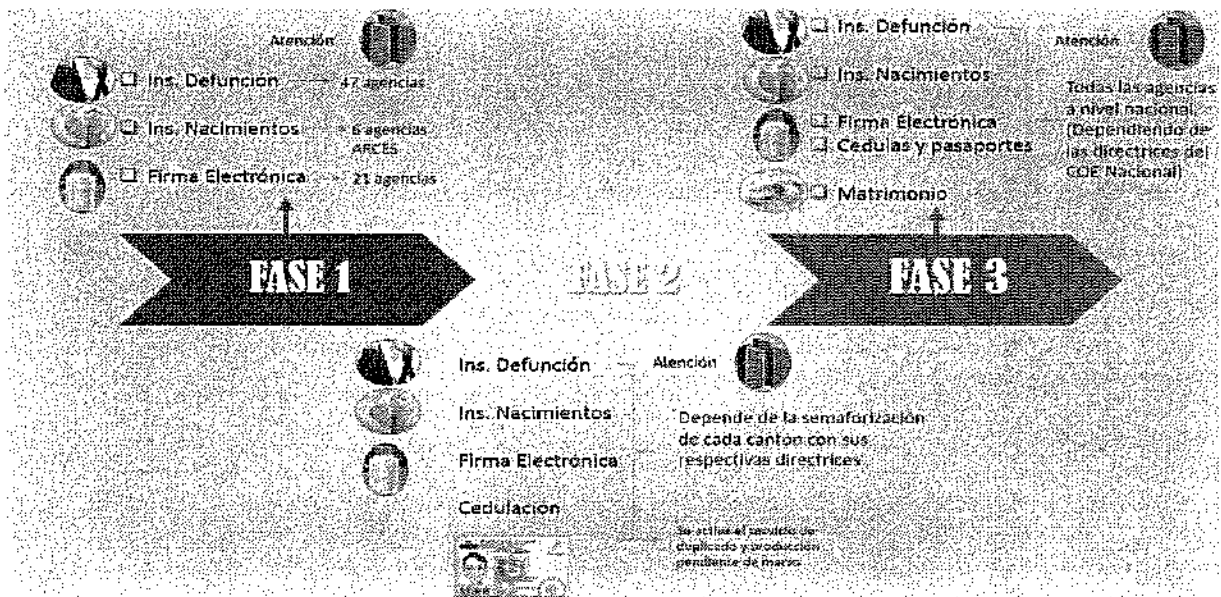 Atención
☐ Ins. Defunción 47 agencias
☐ Ins. Nacimientos 6 agencias
ARCES
☐ Firma Electrónica 21 agencias
FASE 1
FASE 2
Ins. Defunción Atención
Ins. Nacimientos
Firma Electrónica
Cedulación
Depende de la semaforización
de cada cantón con sus
respectivas directrices
Se activa el servicio de
duplicado y producción
pendiente de marzo
☐ Ins. Defunción Atención
☐ Ins. Nacimientos
☐ Firma Electrónica
☐ Cédulas y pasaportes
☐ Matrimonio
Todas las agencias
a nivel nacional.
(Dependiendo de
las directrices del
COE Nacional)
FASE 3